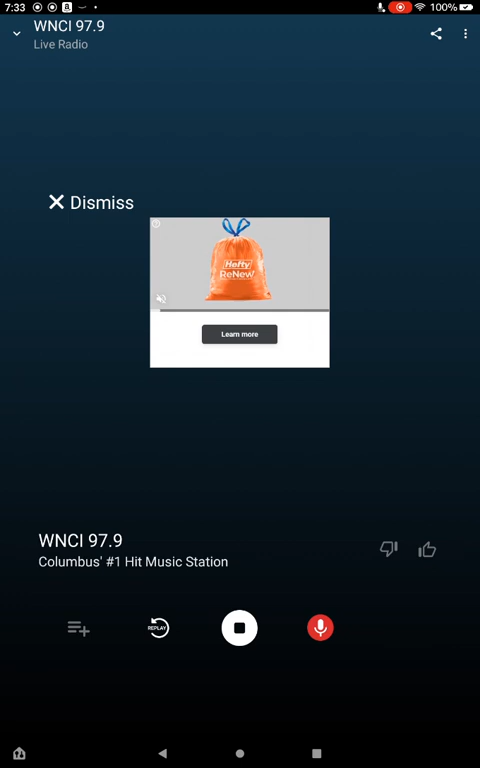 7:33
100%
WNCI 97.9
Live Radio
Dismiss
Hefty
ReNew
Learn more
WNCI 97.9
Columbus' #1 Hit Music Station
REPLAY